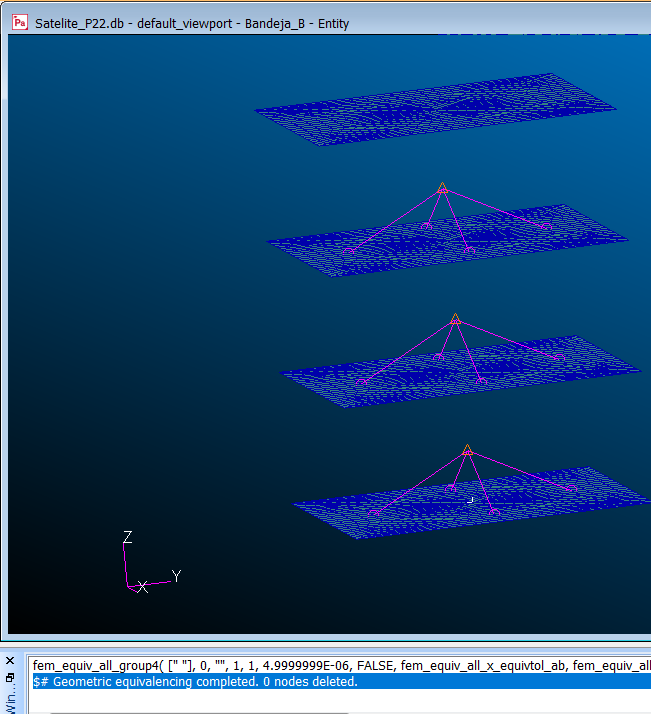 Pa Satelite_P22.db - default_viewport - Bandeja_B - Entity
Z
Y
X
fem_equiv_all_group4( [" "], 0, "", 1, 1, 4.9999999E-06, FALSE, fem_equiv_all_x_equivtol_ab, fem_equiv_all
$# Geometric equivalencing completed. 0 nodes deleted.
Win...